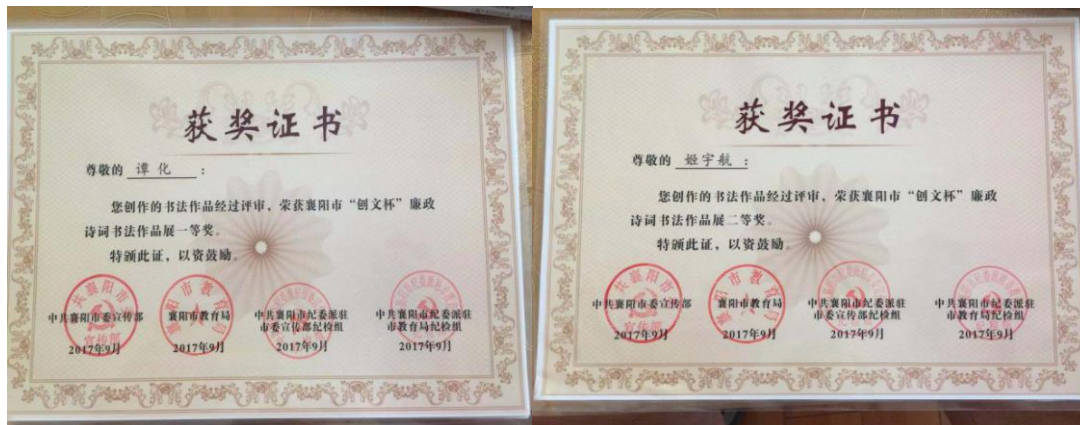 获奖证书
尊敬的 谭化 :
您创作的书法作品经过评审，荣获襄阳市“创文杯”廉政
诗词书法作品展一等奖。
特颁此证，以资鼓励。
中共襄阳市委宣传部
2017年9月
襄阳市教育局
2017年9月
中共襄阳市纪委派驻
市委宣传部纪检组
2017年9月
中共襄阳市纪委派驻
市教育局纪检组
2017年9月
获奖证书
尊敬的 姬宇航 :
您创作的书法作品经过评审，荣获襄阳市“创文杯”廉政
诗词书法作品展二等奖。
特颁此证，以资鼓励。
中共襄阳市委宣传部
2017年9月
襄阳市教育局
2017年9月
中共襄阳市纪委派驻
市委宣传部纪检组
2017年9月
中共襄阳市纪委派驻
市教育局纪检组
2017年9月